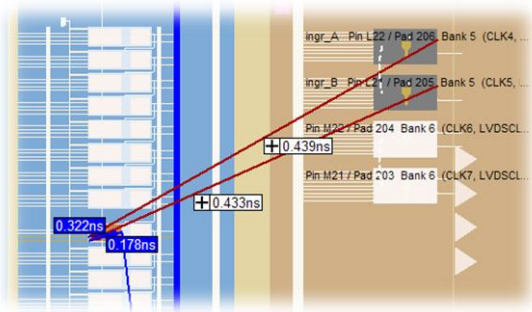 ingr_A Pin L22 / Pad 206 Bank 5 (CLK4, ...
ingr_B Pin L21 / Pad 205 Bank 5 (CLK5, ...
Pin M22 / Pad 204 Bank 6 (CLK6, LVDSCL...
0.439ns
Pin M21 / Pad 203 Bank 6 (CLK7, LVDSCL...
0.433ns
0.322ns
0.178ns